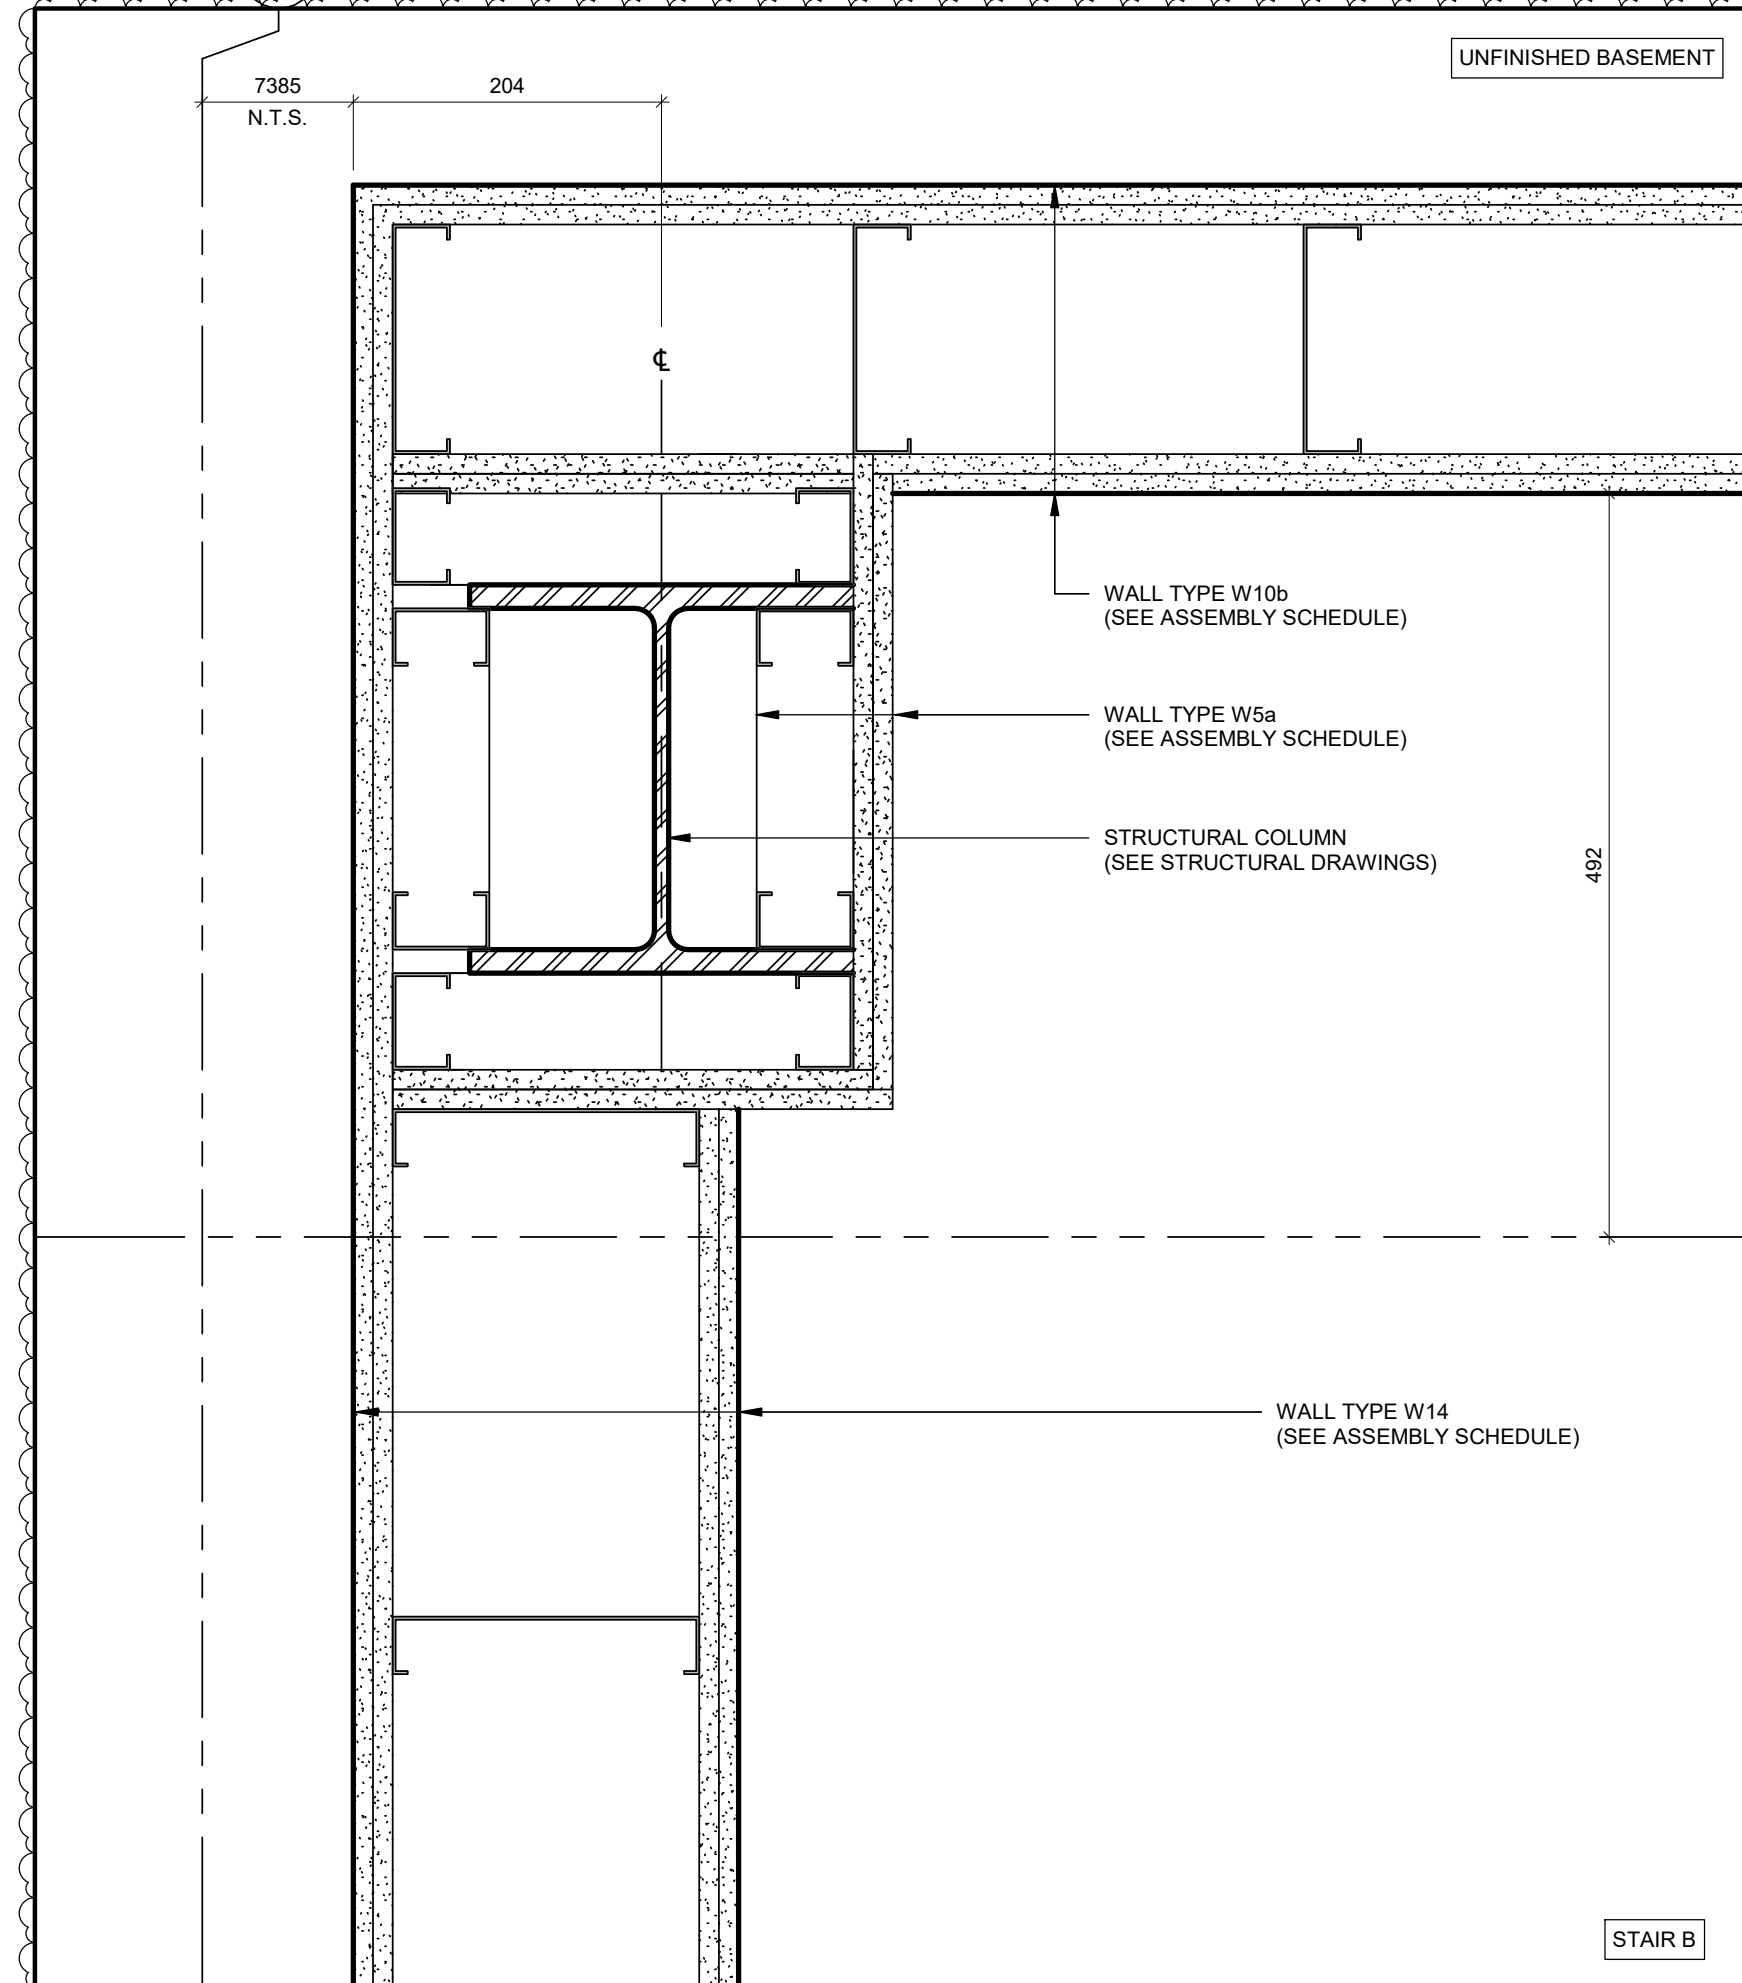 UNFINISHED BASEMENT
7385
204
N.T.S.
℄
WALL TYPE W10b
(SEE ASSEMBLY SCHEDULE)
WALL TYPE W5a
(SEE ASSEMBLY SCHEDULE)
STRUCTURAL COLUMN
(SEE STRUCTURAL DRAWINGS)
492
WALL TYPE W14
(SEE ASSEMBLY SCHEDULE)
STAIR B